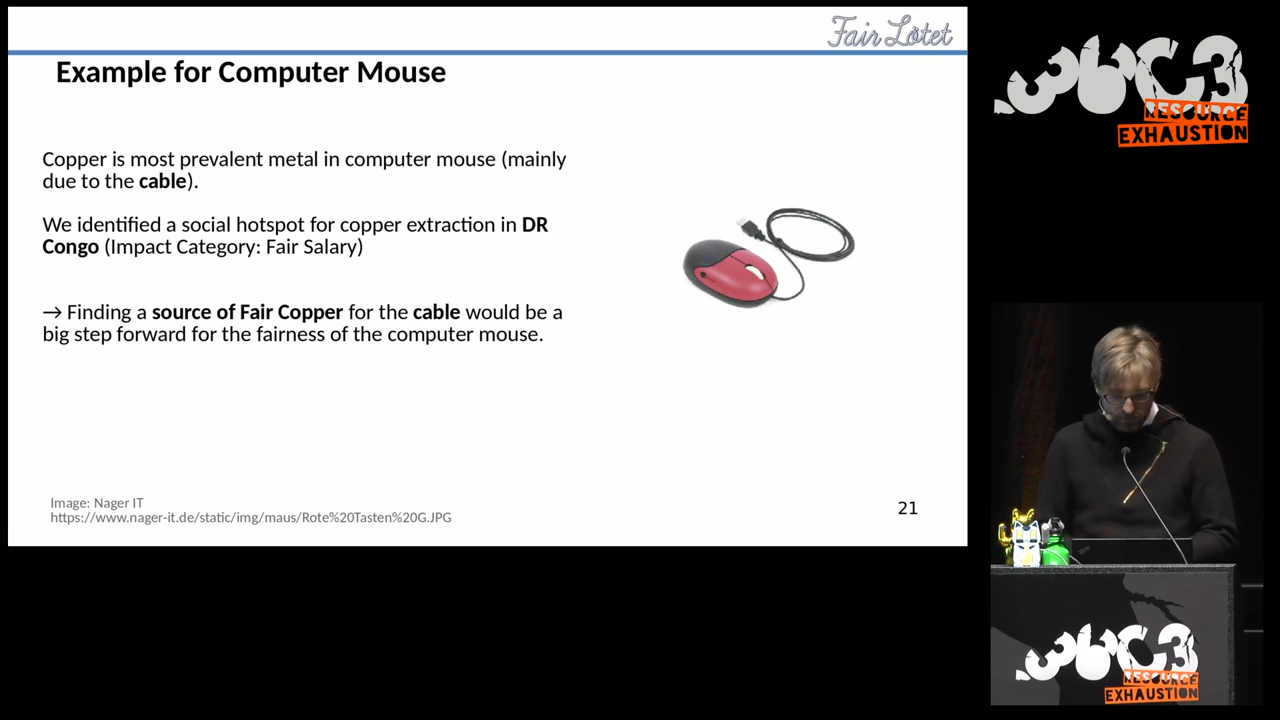 Fair Lötet
Example for Computer Mouse
Copper is most prevalent metal in computer mouse (mainly
due to the cable).
We identified a social hotspot for copper extraction in DR
Congo (Impact Category: Fair Salary)
→ Finding a source of Fair Copper for the cable would be a
big step forward for the fairness of the computer mouse.
Image: Nager IT
https://www.nager-it.de/static/img/maus/Rote%20Tasten%20G.JPG
21
36C3
RESOURCE
EXHAUSTION
36C3
RESOURCE
EXHAUSTION